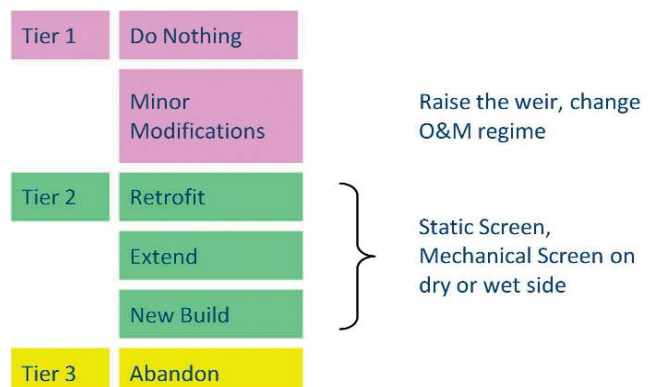 Tier 1
Do Nothing
Minor
Modifications
Raise the weir, change
O&M regime
Tier 2
Retrofit
Extend
New Build
Static Screen,
Mechanical Screen on
dry or wet side
Tier 3
Abandon